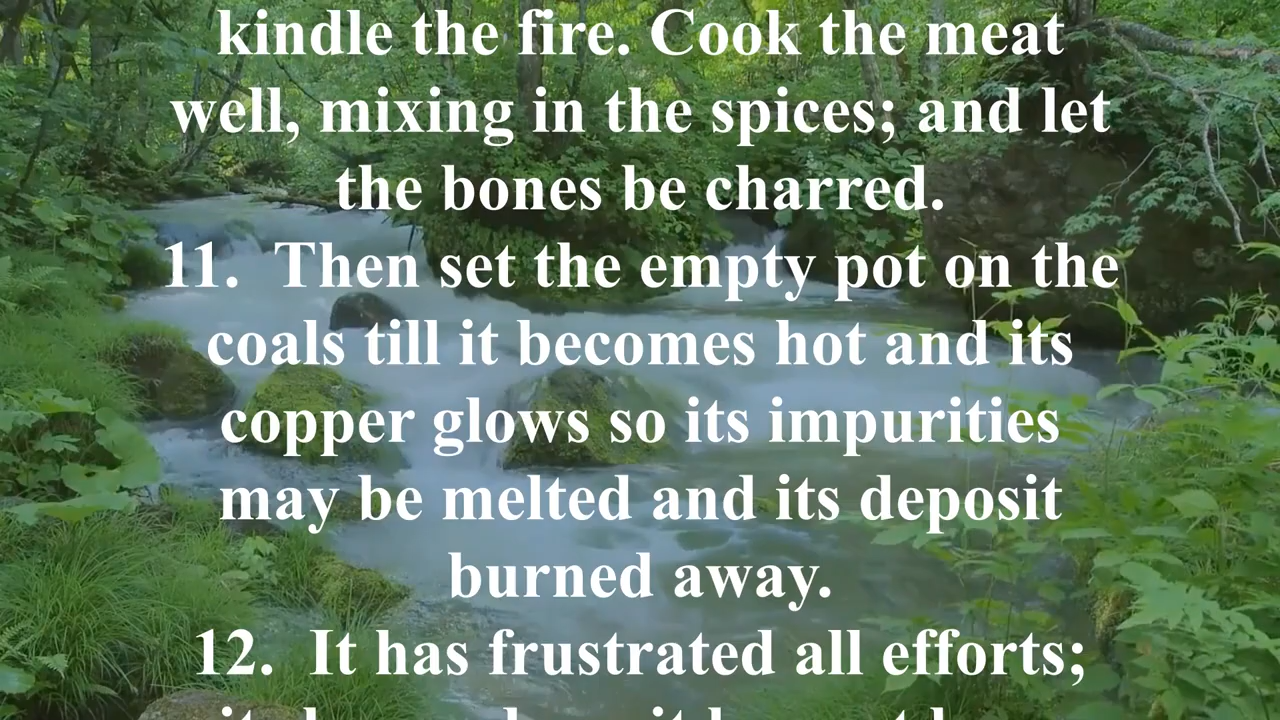 kindle the fire. Cook the meat
well, mixing in the spices; and let
the bones be charred.
11.  Then set the empty pot on the
coals till it becomes hot and its
copper glows so its impurities
may be melted and its deposit
burned away.
12.  It has frustrated all efforts;